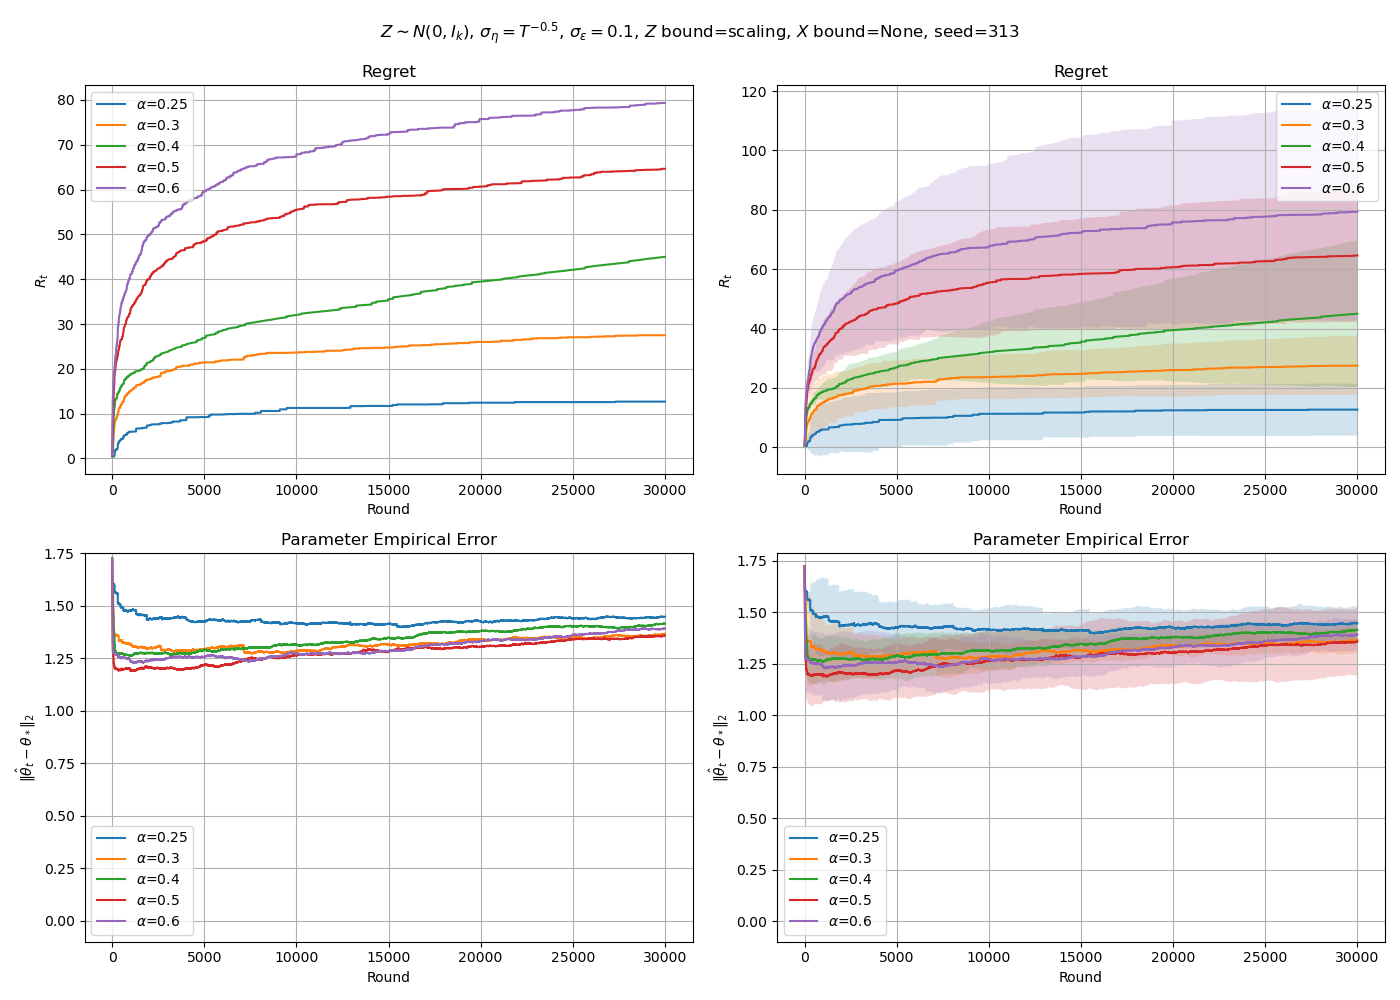 Z ∼ N(0, I_k), σ_η = T^{−0.5}, σ_ε = 0.1, Z bound=scaling, X bound=None, seed=313
Regret
R_t
80
70
60
50
40
30
20
10
0
α=0.25
α=0.3
α=0.4
α=0.5
α=0.6
0 5000 10000 15000 20000 25000 30000
Round
Regret
R_t
120
100
80
60
40
20
0
α=0.25
α=0.3
α=0.4
α=0.5
α=0.6
0 5000 10000 15000 20000 25000 30000
Round
Parameter Empirical Error
‖θ̂_t − θ_*‖_2
1.75
1.50
1.25
1.00
0.75
0.50
0.25
0.00
α=0.25
α=0.3
α=0.4
α=0.5
α=0.6
0 5000 10000 15000 20000 25000 30000
Round
Parameter Empirical Error
‖θ̂_t − θ_*‖_2
1.75
1.50
1.25
1.00
0.75
0.50
0.25
0.00
α=0.25
α=0.3
α=0.4
α=0.5
α=0.6
0 5000 10000 15000 20000 25000 30000
Round